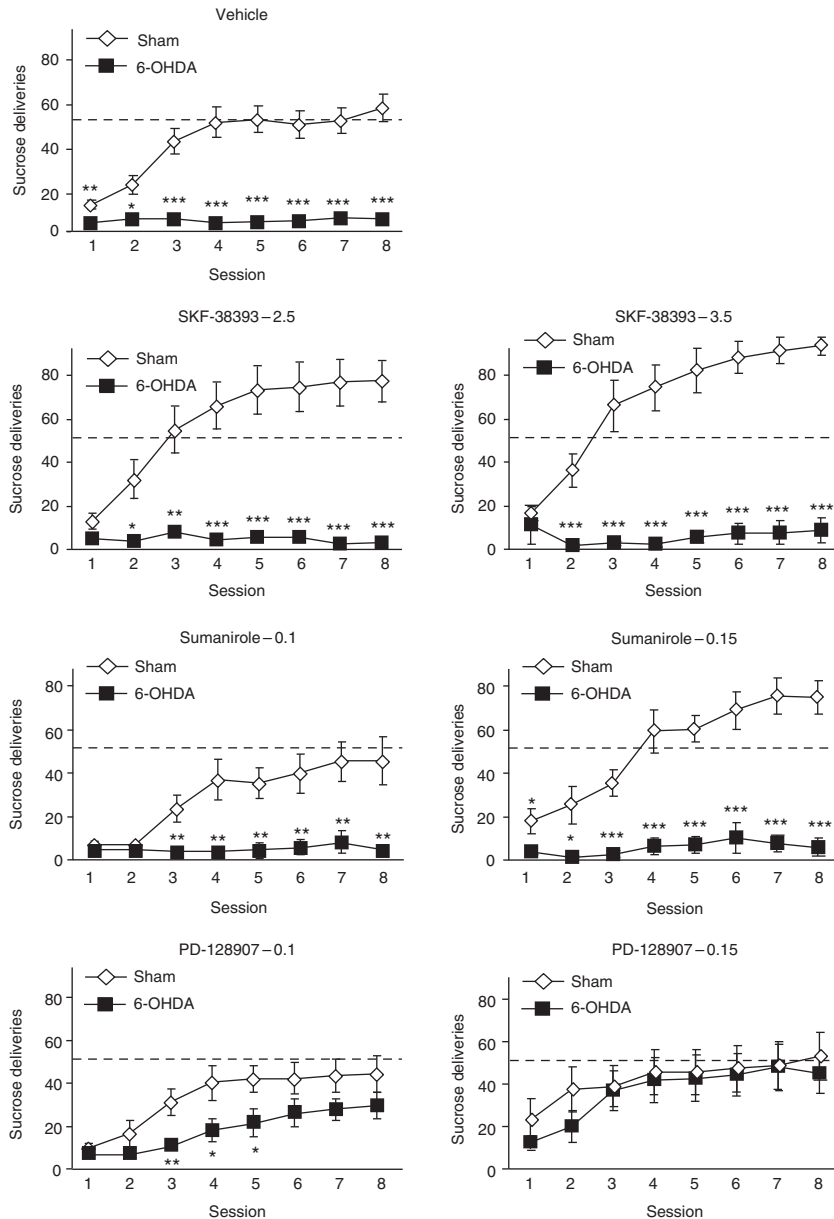 Vehicle
Sham
6-OHDA
Sucrose deliveries
80
60
40
20
0
** * *** *** *** *** *** ***
1 2 3 4 5 6 7 8
Session
SKF-38393–2.5
Sham
6-OHDA
Sucrose deliveries
80
60
40
20
0
* ** *** *** *** *** ***
1 2 3 4 5 6 7 8
Session
SKF-38393–3.5
Sham
6-OHDA
Sucrose deliveries
80
60
40
20
0
*** *** *** *** *** *** ***
1 2 3 4 5 6 7 8
Session
Sumanirole–0.1
Sham
6-OHDA
Sucrose deliveries
80
60
40
20
0
** ** ** ** ** **
1 2 3 4 5 6 7 8
Session
Sumanirole–0.15
Sham
6-OHDA
Sucrose deliveries
80
60
40
20
0
* * *** *** *** *** *** ***
1 2 3 4 5 6 7 8
Session
PD-128907–0.1
Sham
6-OHDA
Sucrose deliveries
80
60
40
20
0
** * *
1 2 3 4 5 6 7 8
Session
PD-128907–0.15
Sham
6-OHDA
Sucrose deliveries
80
60
40
20
0
1 2 3 4 5 6 7 8
Session